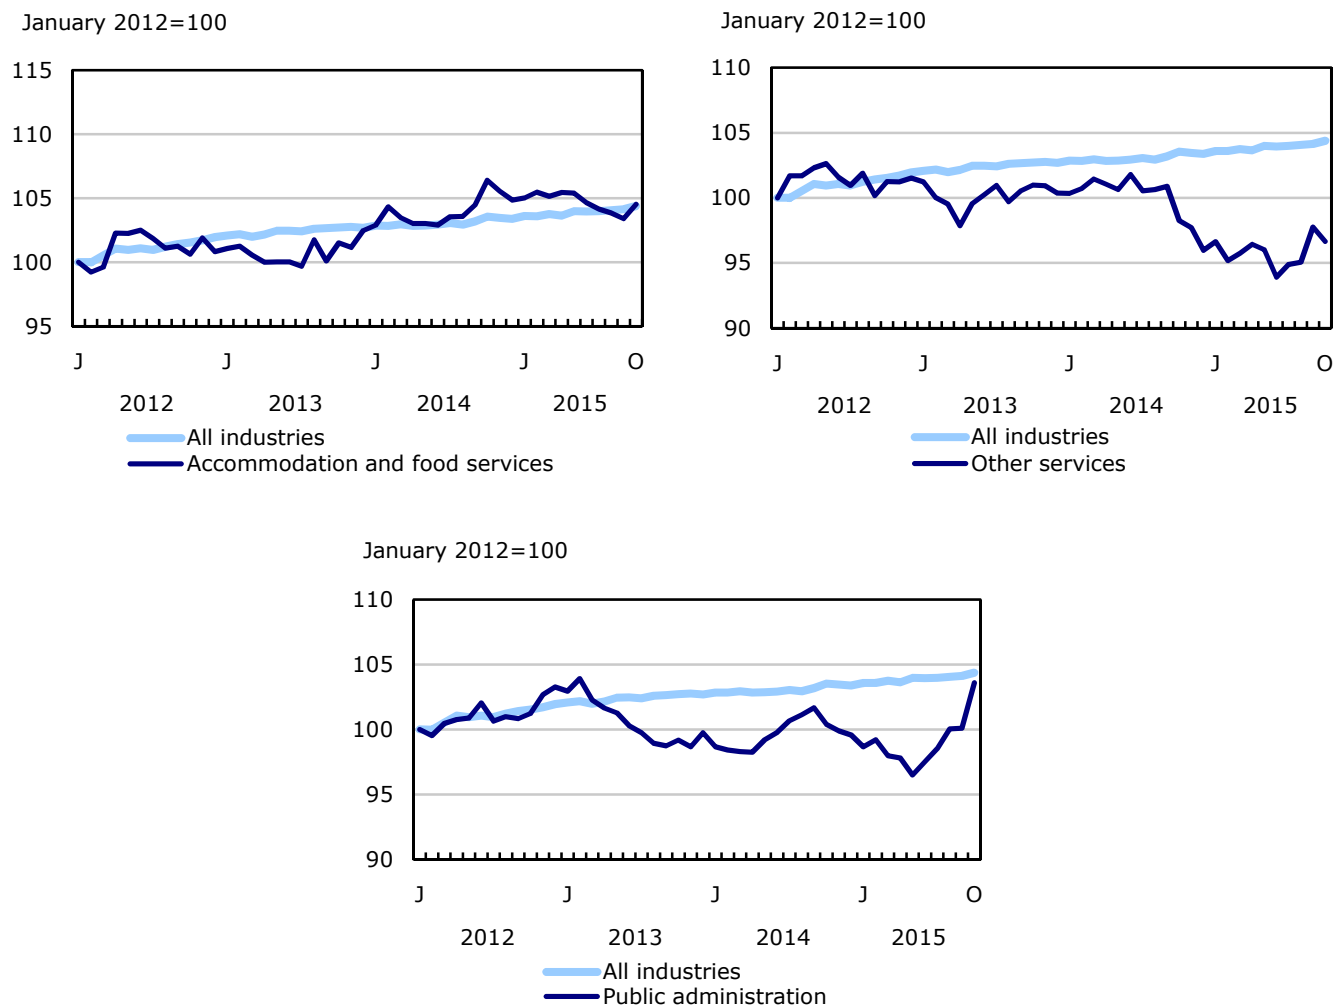 January 2012=100
115
110
105
100
95
J J J J O
2012 2013 2014 2015
All industries
Accommodation and food services
January 2012=100
110
105
100
95
90
J J J J O
2012 2013 2014 2015
All industries
Other services
January 2012=100
110
105
100
95
90
J J J J O
2012 2013 2014 2015
All industries
Public administration